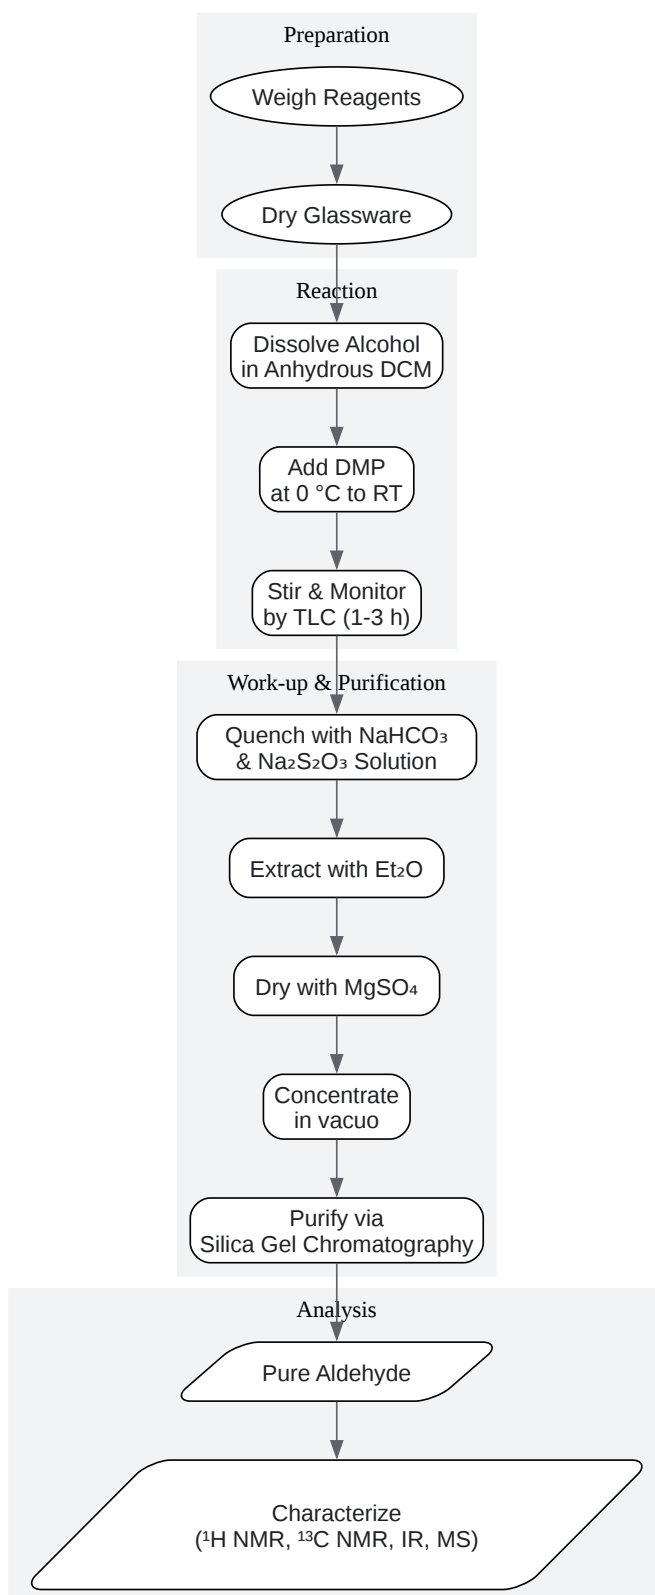 Preparation
Weigh Reagents
Dry Glassware
Reaction
Dissolve Alcohol
in Anhydrous DCM
Add DMP
at 0 °C to RT
Stir & Monitor
by TLC (1-3 h)
Work-up & Purification
Quench with NaHCO₃
& Na₂S₂O₃ Solution
Extract with Et₂O
Dry with MgSO₄
Concentrate
in vacuo
Purify via
Silica Gel Chromatography
Analysis
Pure Aldehyde
Characterize
(¹H NMR, ¹³C NMR, IR, MS)